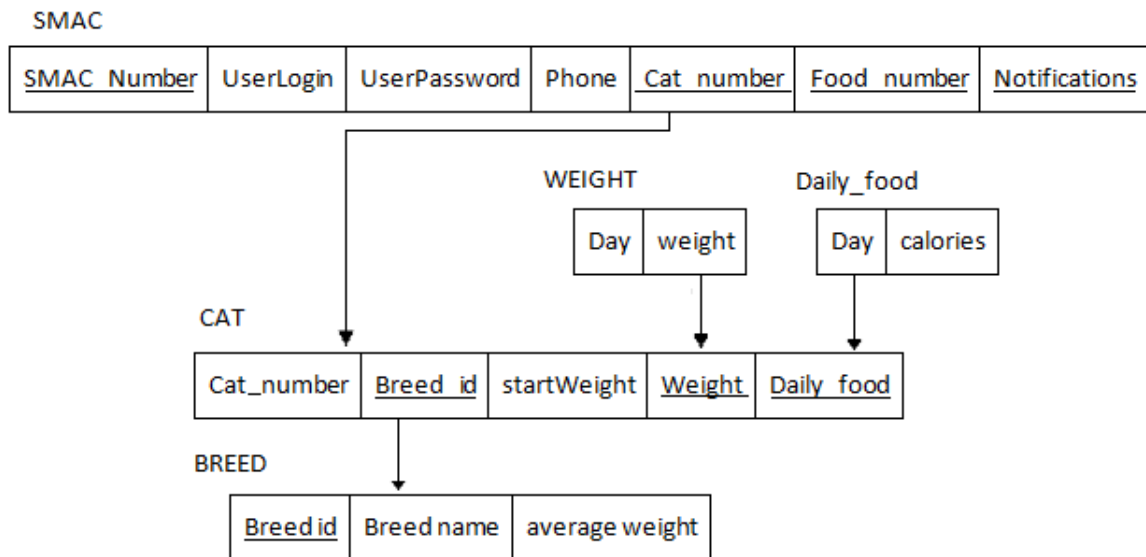 SMAC
SMAC_Number UserLogin UserPassword Phone Cat_number Food_number Notifications
WEIGHT Daily_food
Day weight Day calories
CAT
Cat_number Breed_id startWeight Weight Daily_food
BREED
Breed id Breed name average weight